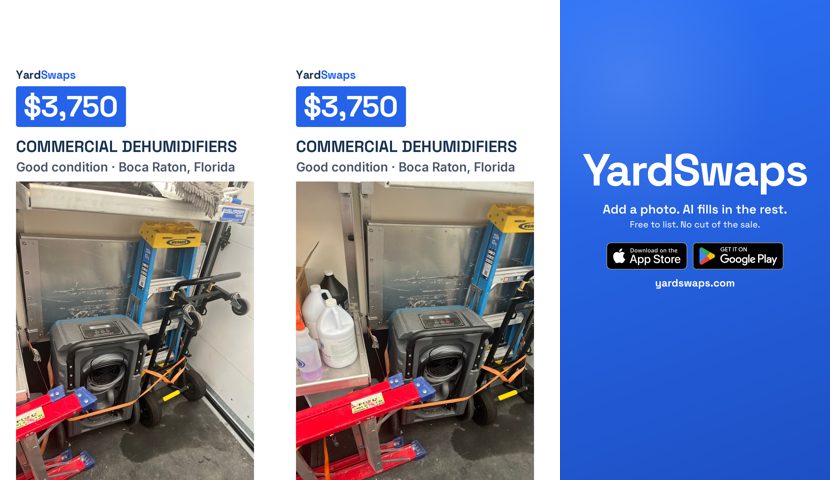 YardSwaps
$3,750
COMMERCIAL DEHUMIDIFIERS
Good condition · Boca Raton, Florida
YardSwaps
$3,750
COMMERCIAL DEHUMIDIFIERS
Good condition · Boca Raton, Florida
YardSwaps
Add a photo. AI fills in the rest.
Free to list. No cut of the sale.
Download on the
App Store
GET IT ON
Google Play
yardswaps.com